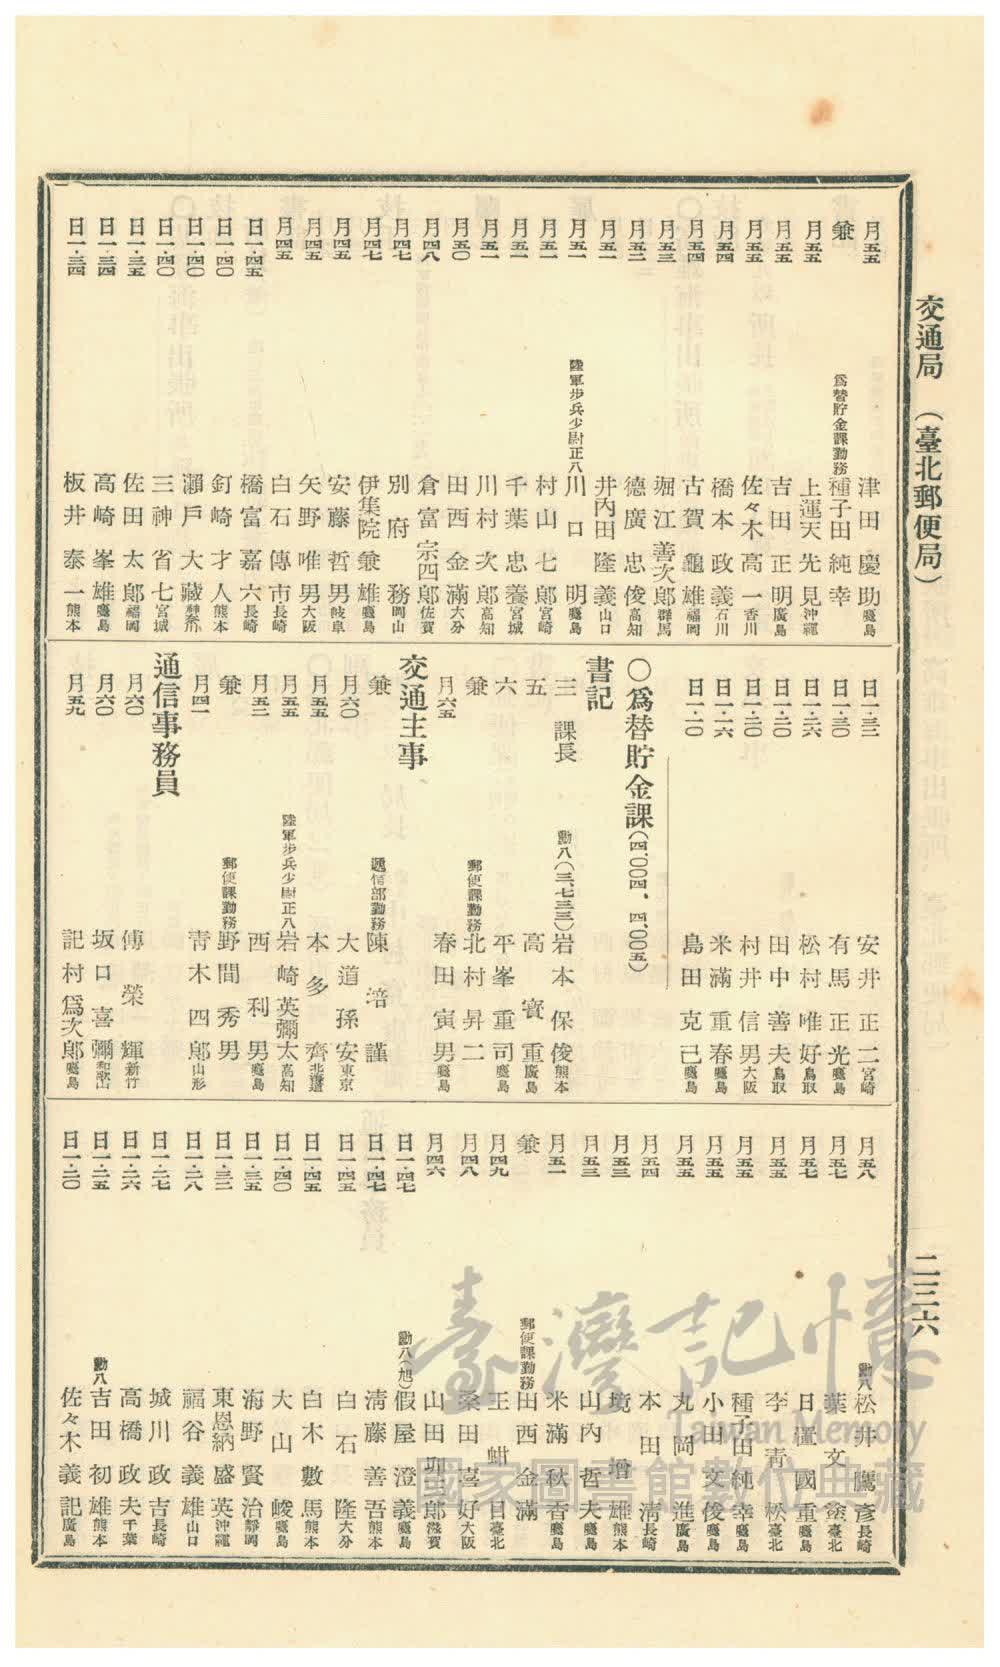 交通局　（臺北郵便局）
二三六
月五五 津田慶助 鹿島
兼 爲替貯金課勤務 種子田純幸
月五五 上運天先見 沖繩
月五五 吉田正明 廣島
月五五 佐々木高一 香川
月五四 橋本政義 石川
月五四 古賀龜雄 福岡
月五三 堀江善次郎 群馬
月五二 德廣忠俊 高知
月五一 井內田隆義 山口
月五一 陸軍步兵少尉正八 川口明 鹿島
月五一 村山七郎 宮崎
月五一 千葉忠養 宮城
月五一 川村次郎 高知
月五〇 田西金滿 大分
月四八 倉富宗四郎 佐賀
月四七 別府務 岡山
月四七 伊集院兼雄 鹿島
月四五 安藤哲男 岐阜
月四五 矢野唯男 大阪
月四五 白石傳市 長崎
日一・四五 橋富嘉六 長崎
日一・四〇 釘崎才人 熊本
日一・四〇 瀨戶大藏 神奈川
日一・四〇 三神省七 宮城
日一・三五 佐田太郎 福岡
日一・三四 高崎峯雄 鹿島
日一・三四 板井泰一 熊本
日一・三二 安井正二 宮崎
日一・三〇 有馬正光 鹿島
日一・二六 松村唯好 鳥取
日一・二〇 田中善夫 鳥取
日一・二〇 村井信男 大阪
日一・二六 米滿重春 鹿島
日一・二〇 島田克己 鹿島
〇爲替貯金課（四、〇〇四、四、〇〇五）
書記
三 課長 勳八（三、七三三） 岩本保俊 熊本
五 高實重 廣島
六 平峯重司 鹿島
兼 郵便課勤務 北村昇二
月六五 春田寅男 鹿島
交通主事
兼 遞信部勤務 陳涪謹
月六〇 大道孫安 東京
月五五 本多齊 北海道
月五五 陸軍步兵少尉正八 岩崎英彌太 高知
月五二 西利男 鹿島
兼 郵便課勤務 野間秀男
月四一 靑木四郎 山形
通信事務員
月六〇 傅榮輝 新竹
月六〇 坂口喜彌 和歌山
月五九 記村爲次郎 鹿島
月五八 勳八 松井鷹彥 長崎
月五七 葉文塗 臺北
月五七 日置國重 鹿島
月五五 李靑松 臺北
月五五 種子田純幸 鹿島
月五五 小田文俊 鹿島
月五五 丸岡進 廣島
月五四 本田淸 長崎
月五三 境增雄 熊本
月五三 山內哲夫 鹿島
月五一 米滿秋香 鹿島
兼 郵便課勤務 田西金滿
月四九 王蚶目 臺北
月四八 桑田喜好 大阪
月四六 山田珈三郎 滋賀
日一・四七 勳八（旭） 假屋澄義 鹿島
日一・四七 淸藤善吾 熊本
日一・四五 白石隆 大分
日一・四五 白木數馬 熊本
日一・四〇 大山峻 鹿島
日一・三五 海野賢治 靜岡
日一・三二 東恩納盛英 沖繩
日一・二八 福谷義雄 山口
日一・二七 城川政吉 長崎
日一・二六 高橋政夫 千葉
日一・二五 勳八 吉田初雄 熊本
日一・二〇 佐々木義記 廣島
臺灣記憶
Taiwan Memory
國家圖書館數位典藏